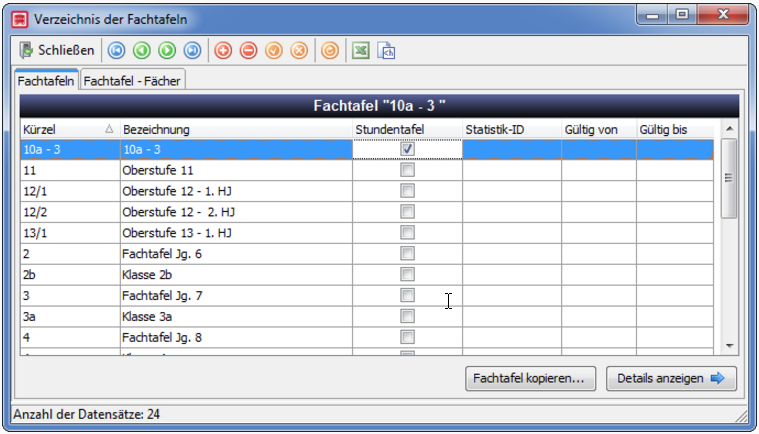 Verzeichnis der Fachtafeln
Schließen
Fachtafeln Fachtafel - Fächer
Fachtafel "10a - 3 "
Kürzel Bezeichnung Stundentafel Statistik-ID Gültig von Gültig bis
10a - 3 10a - 3
11 Oberstufe 11
12/1 Oberstufe 12 - 1. HJ
12/2 Oberstufe 12 - 2. HJ
13/1 Oberstufe 13 - 1. HJ
2 Fachtafel Jg. 6
2b Klasse 2b
3 Fachtafel Jg. 7
3a Klasse 3a
4 Fachtafel Jg. 8
Fachtafel kopieren... Details anzeigen
Anzahl der Datensätze: 24